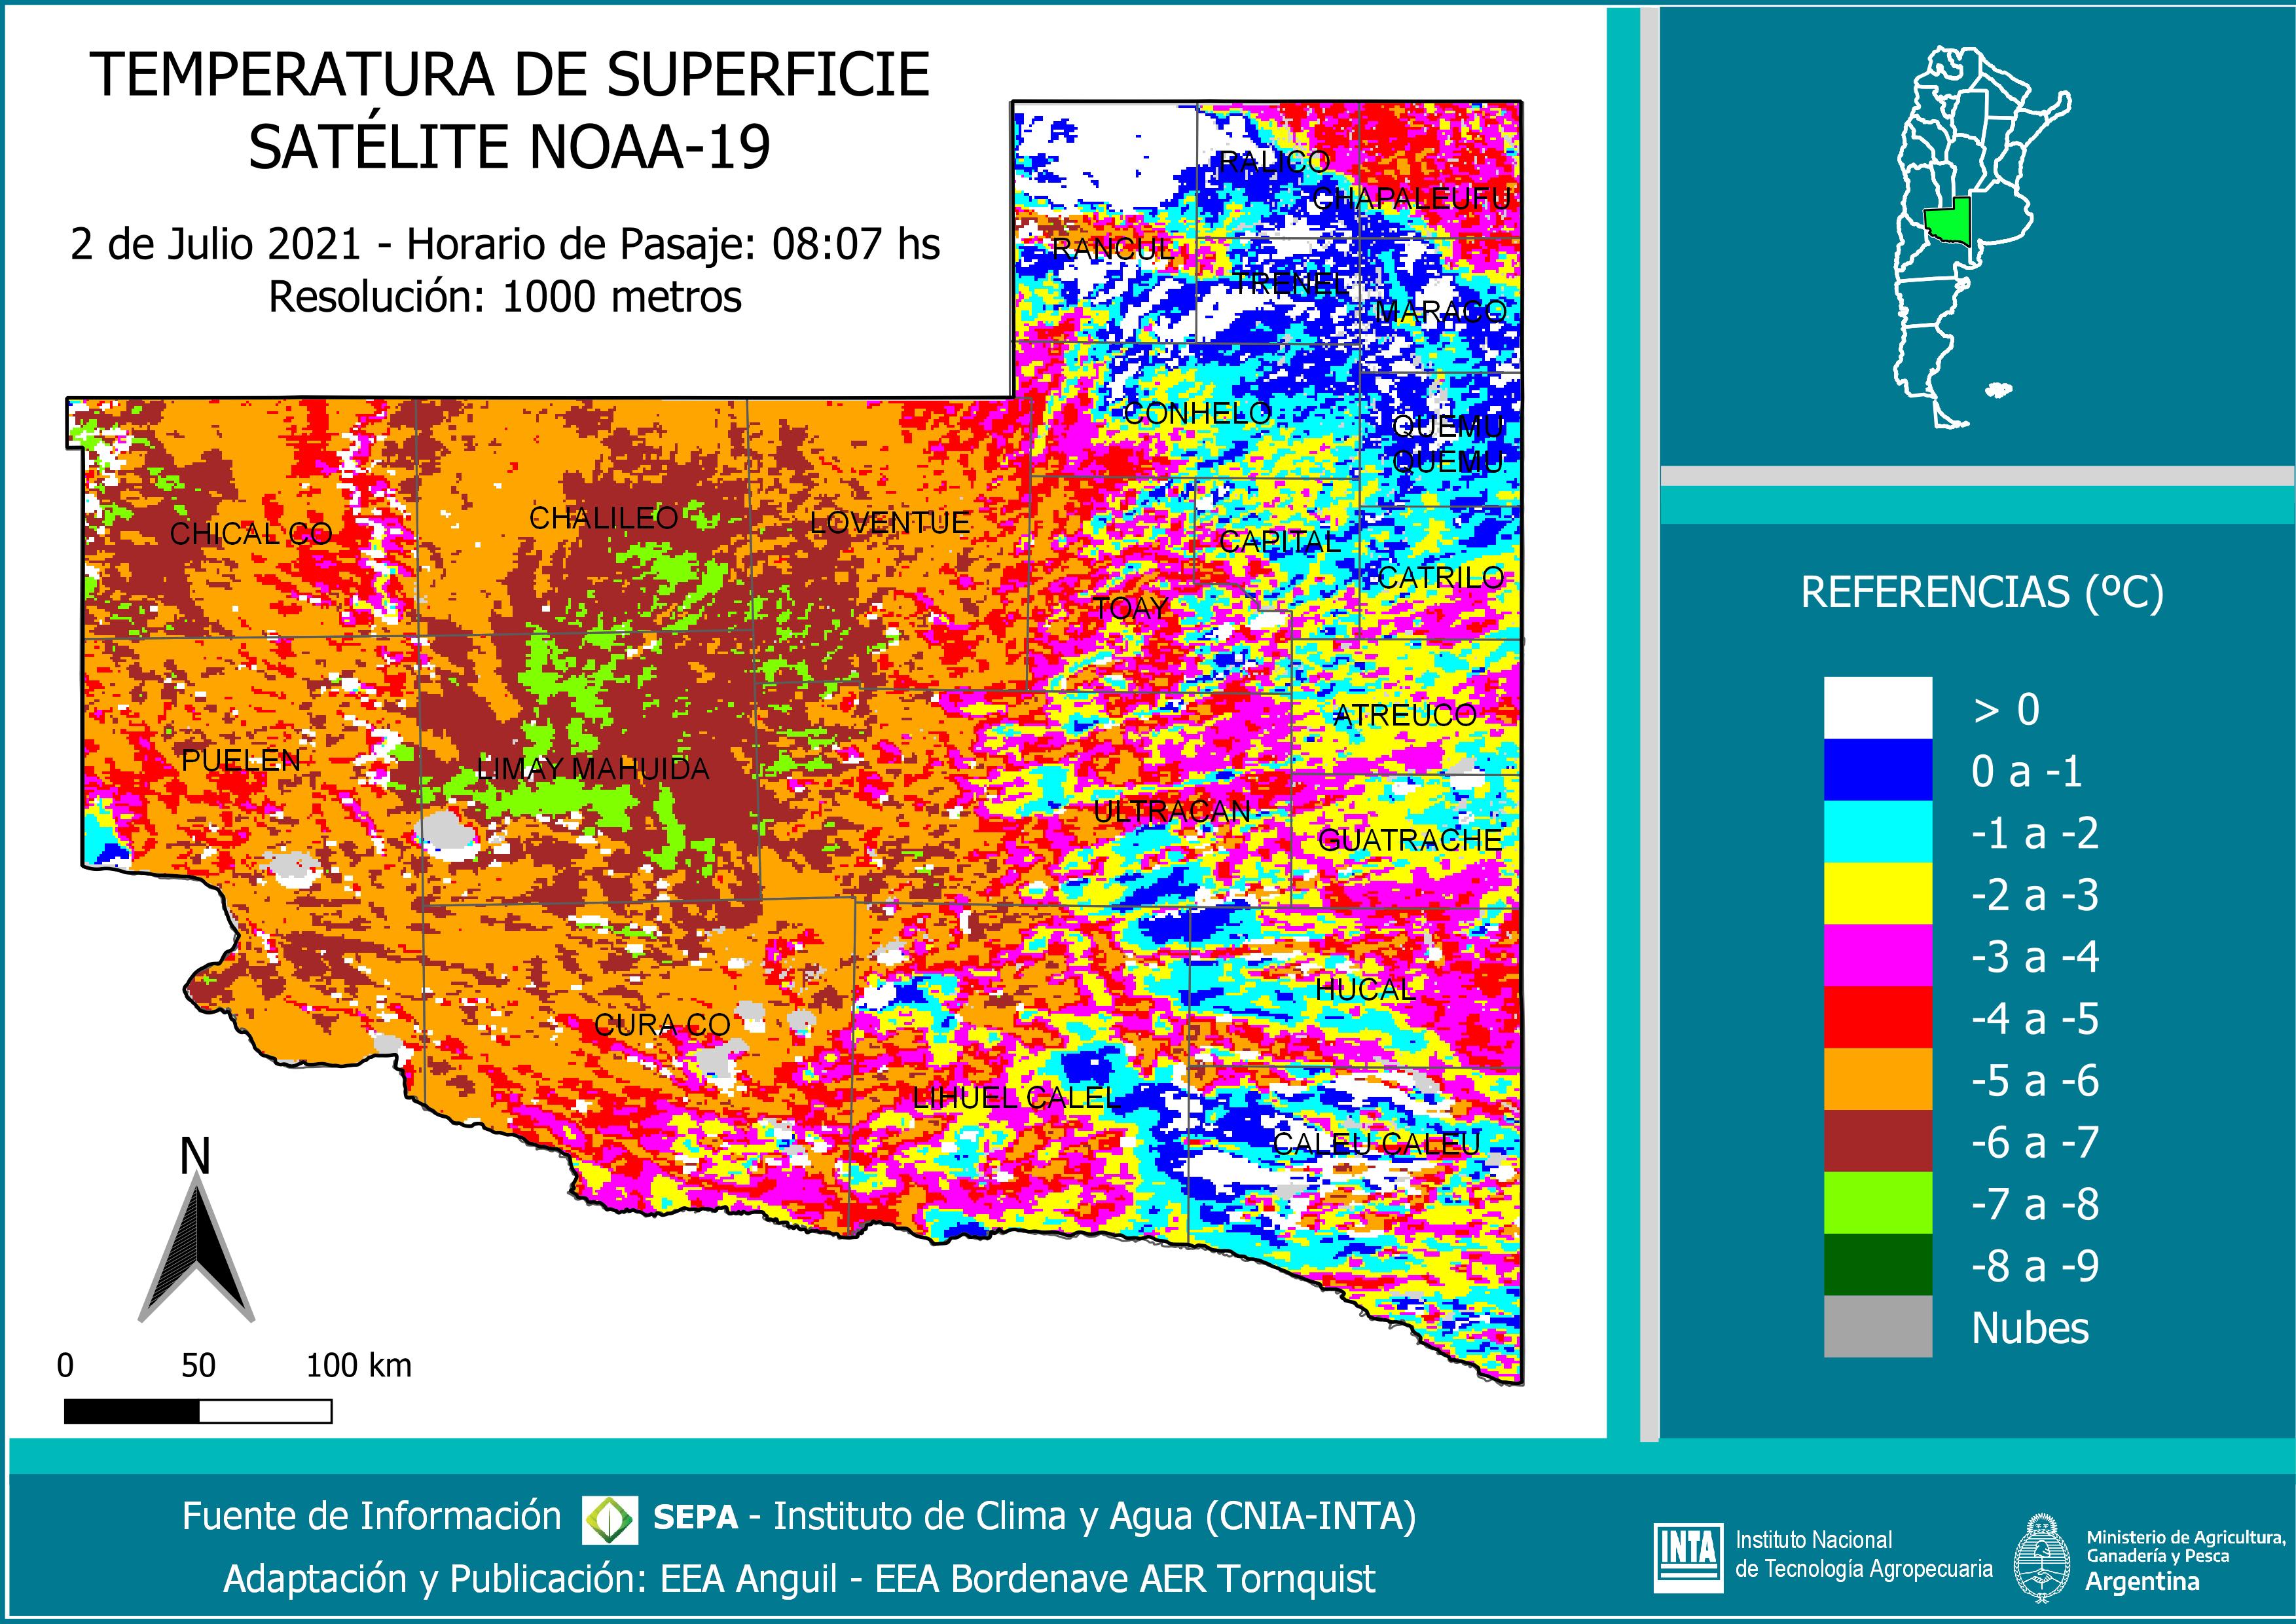 TEMPERATURA DE SUPERFICIE
SATÉLITE NOAA-19
2 de Julio 2021 - Horario de Pasaje: 08:07 hs
Resolución: 1000 metros
RALICO
CHAPALEUFU
RANCUL
TRENEL
MARACO
CONHELO
QUEMU
QUEMU
CHICAL CO
CHALILEO
LOVENTUE
CAPITAL
CATRILO
TOAY
ATREUCO
PUELEN
LIMAY MAHUIDA
ULTRACAN
GUATRACHE
HUCAL
CURA CO
LIHUEL CALEL
CALEU CALEU
N
0 50 100 km
REFERENCIAS (ºC)
> 0
0 a -1
-1 a -2
-2 a -3
-3 a -4
-4 a -5
-5 a -6
-6 a -7
-7 a -8
-8 a -9
Nubes
Fuente de Información SEPA - Instituto de Clima y Agua (CNIA-INTA)
Adaptación y Publicación: EEA Anguil - EEA Bordenave AER Tornquist
INTA
Instituto Nacional
de Tecnología Agropecuaria
Ministerio de Agricultura,
Ganadería y Pesca
Argentina